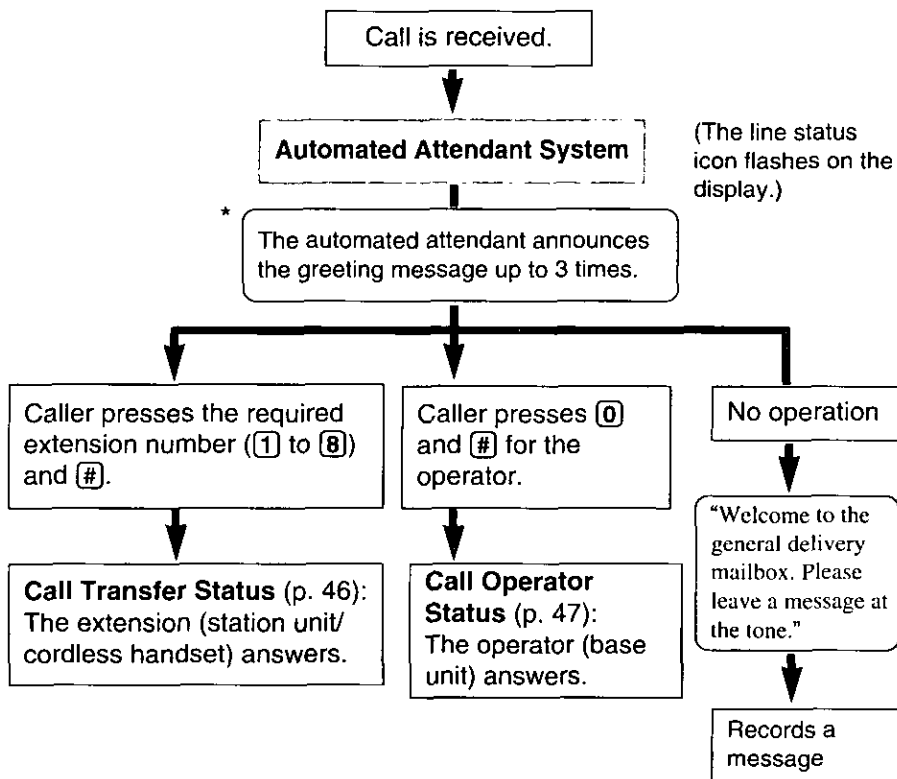 Call is received.
Automated Attendant System
(The line status
icon flashes on the
display.)
*
The automated attendant announces
the greeting message up to 3 times.
Caller presses the required
extension number (1 to 8)
and #.
Caller presses 0
and # for the
operator.
No operation
Call Transfer Status (p. 46):
The extension (station unit/
cordless handset) answers.
Call Operator
Status (p. 47):
The operator (base
unit) answers.
"Welcome to the
general delivery
mailbox. Please
leave a message at
the tone."
Records a
message